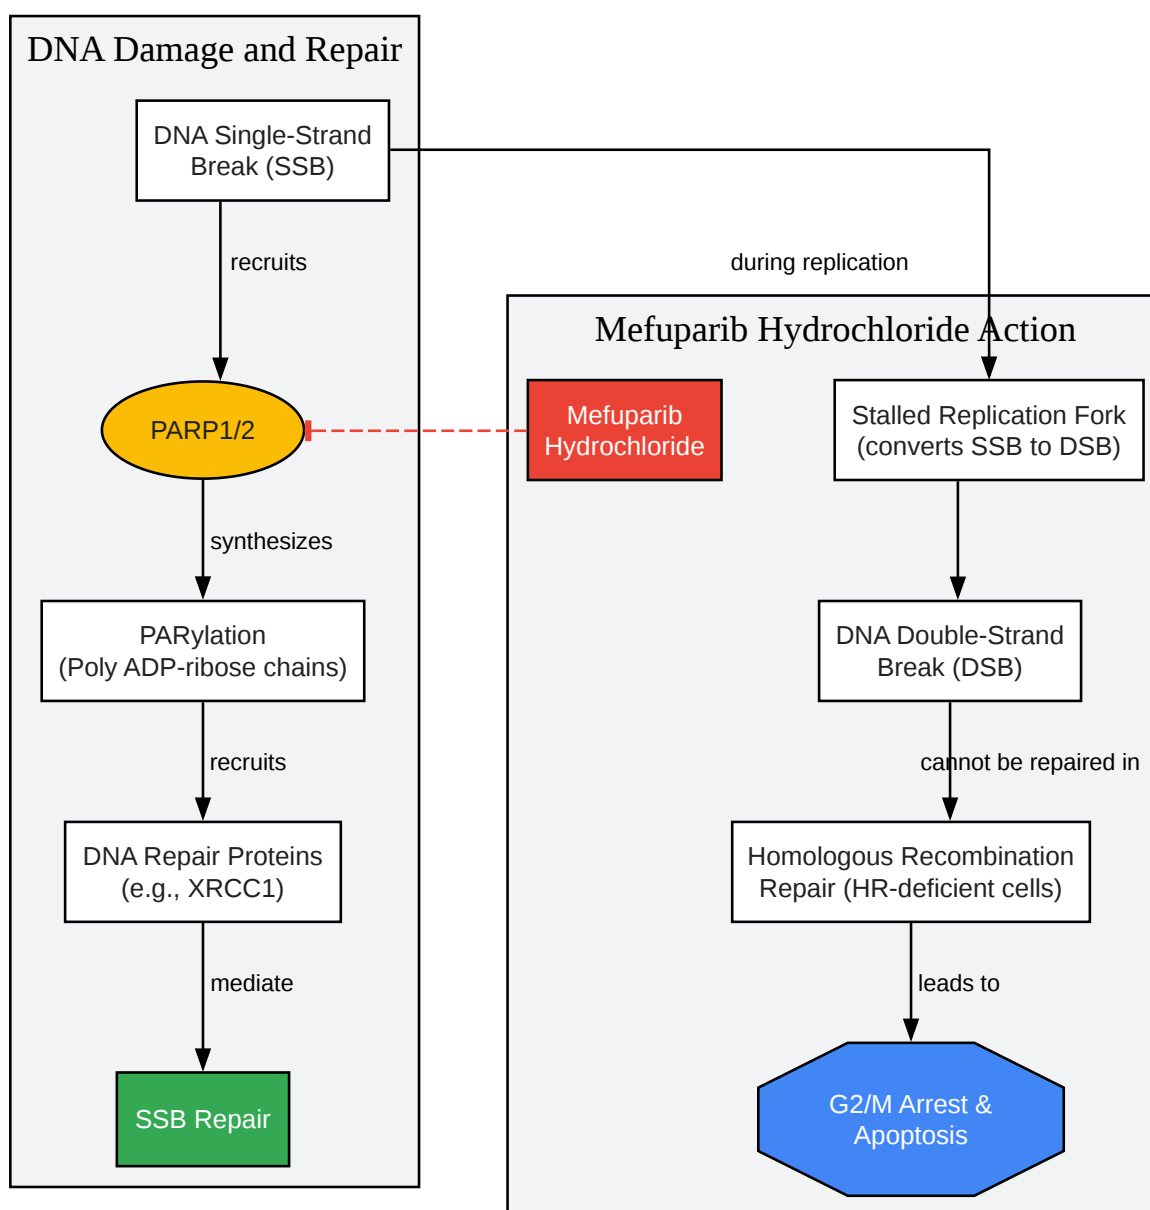 DNA Damage and Repair
DNA Single-Strand
Break (SSB)
recruits
during replication
Mefuparib Hydrochloride Action
PARP1/2
Mefuparib
Hydrochloride
Stalled Replication Fork
(converts SSB to DSB)
synthesizes
PARylation
(Poly ADP-ribose chains)
DNA Double-Strand
Break (DSB)
recruits
cannot be repaired in
DNA Repair Proteins
(e.g., XRCC1)
Homologous Recombination
Repair (HR-deficient cells)
mediate
leads to
SSB Repair
G2/M Arrest &
Apoptosis